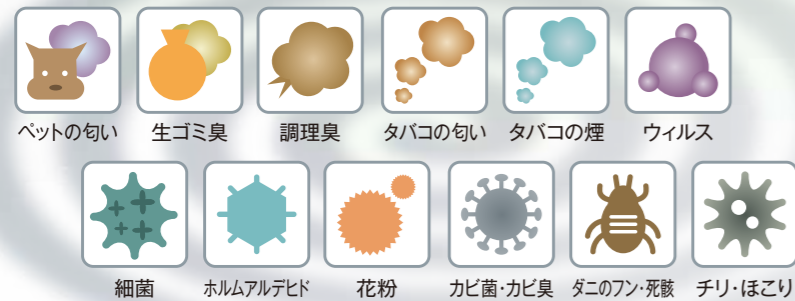 ペットの匂い 生ゴミ臭 調理臭 タバコの匂い タバコの煙 ウィルス
細菌 ホルムアルデヒド 花粉 カビ菌・カビ臭 ダニのフン・死骸 チリ・ほこり